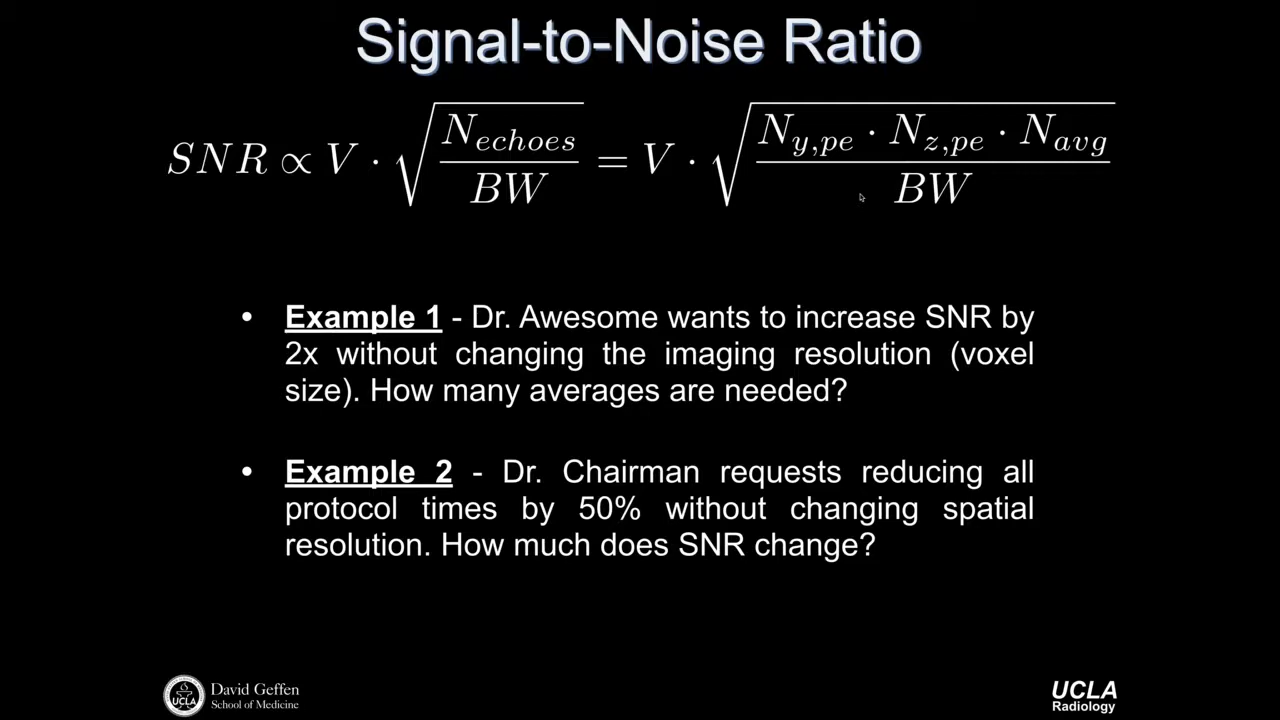 Signal-to-Noise Ratio
SNR ∝ V · √(N_echoes / BW) = V · √(N_y,pe · N_z,pe · N_avg / BW)
• Example 1 - Dr. Awesome wants to increase SNR by
2x without changing the imaging resolution (voxel
size). How many averages are needed?
• Example 2 - Dr. Chairman requests reducing all
protocol times by 50% without changing spatial
resolution. How much does SNR change?
UCLA
David Geffen
School of Medicine
UCLA
Radiology